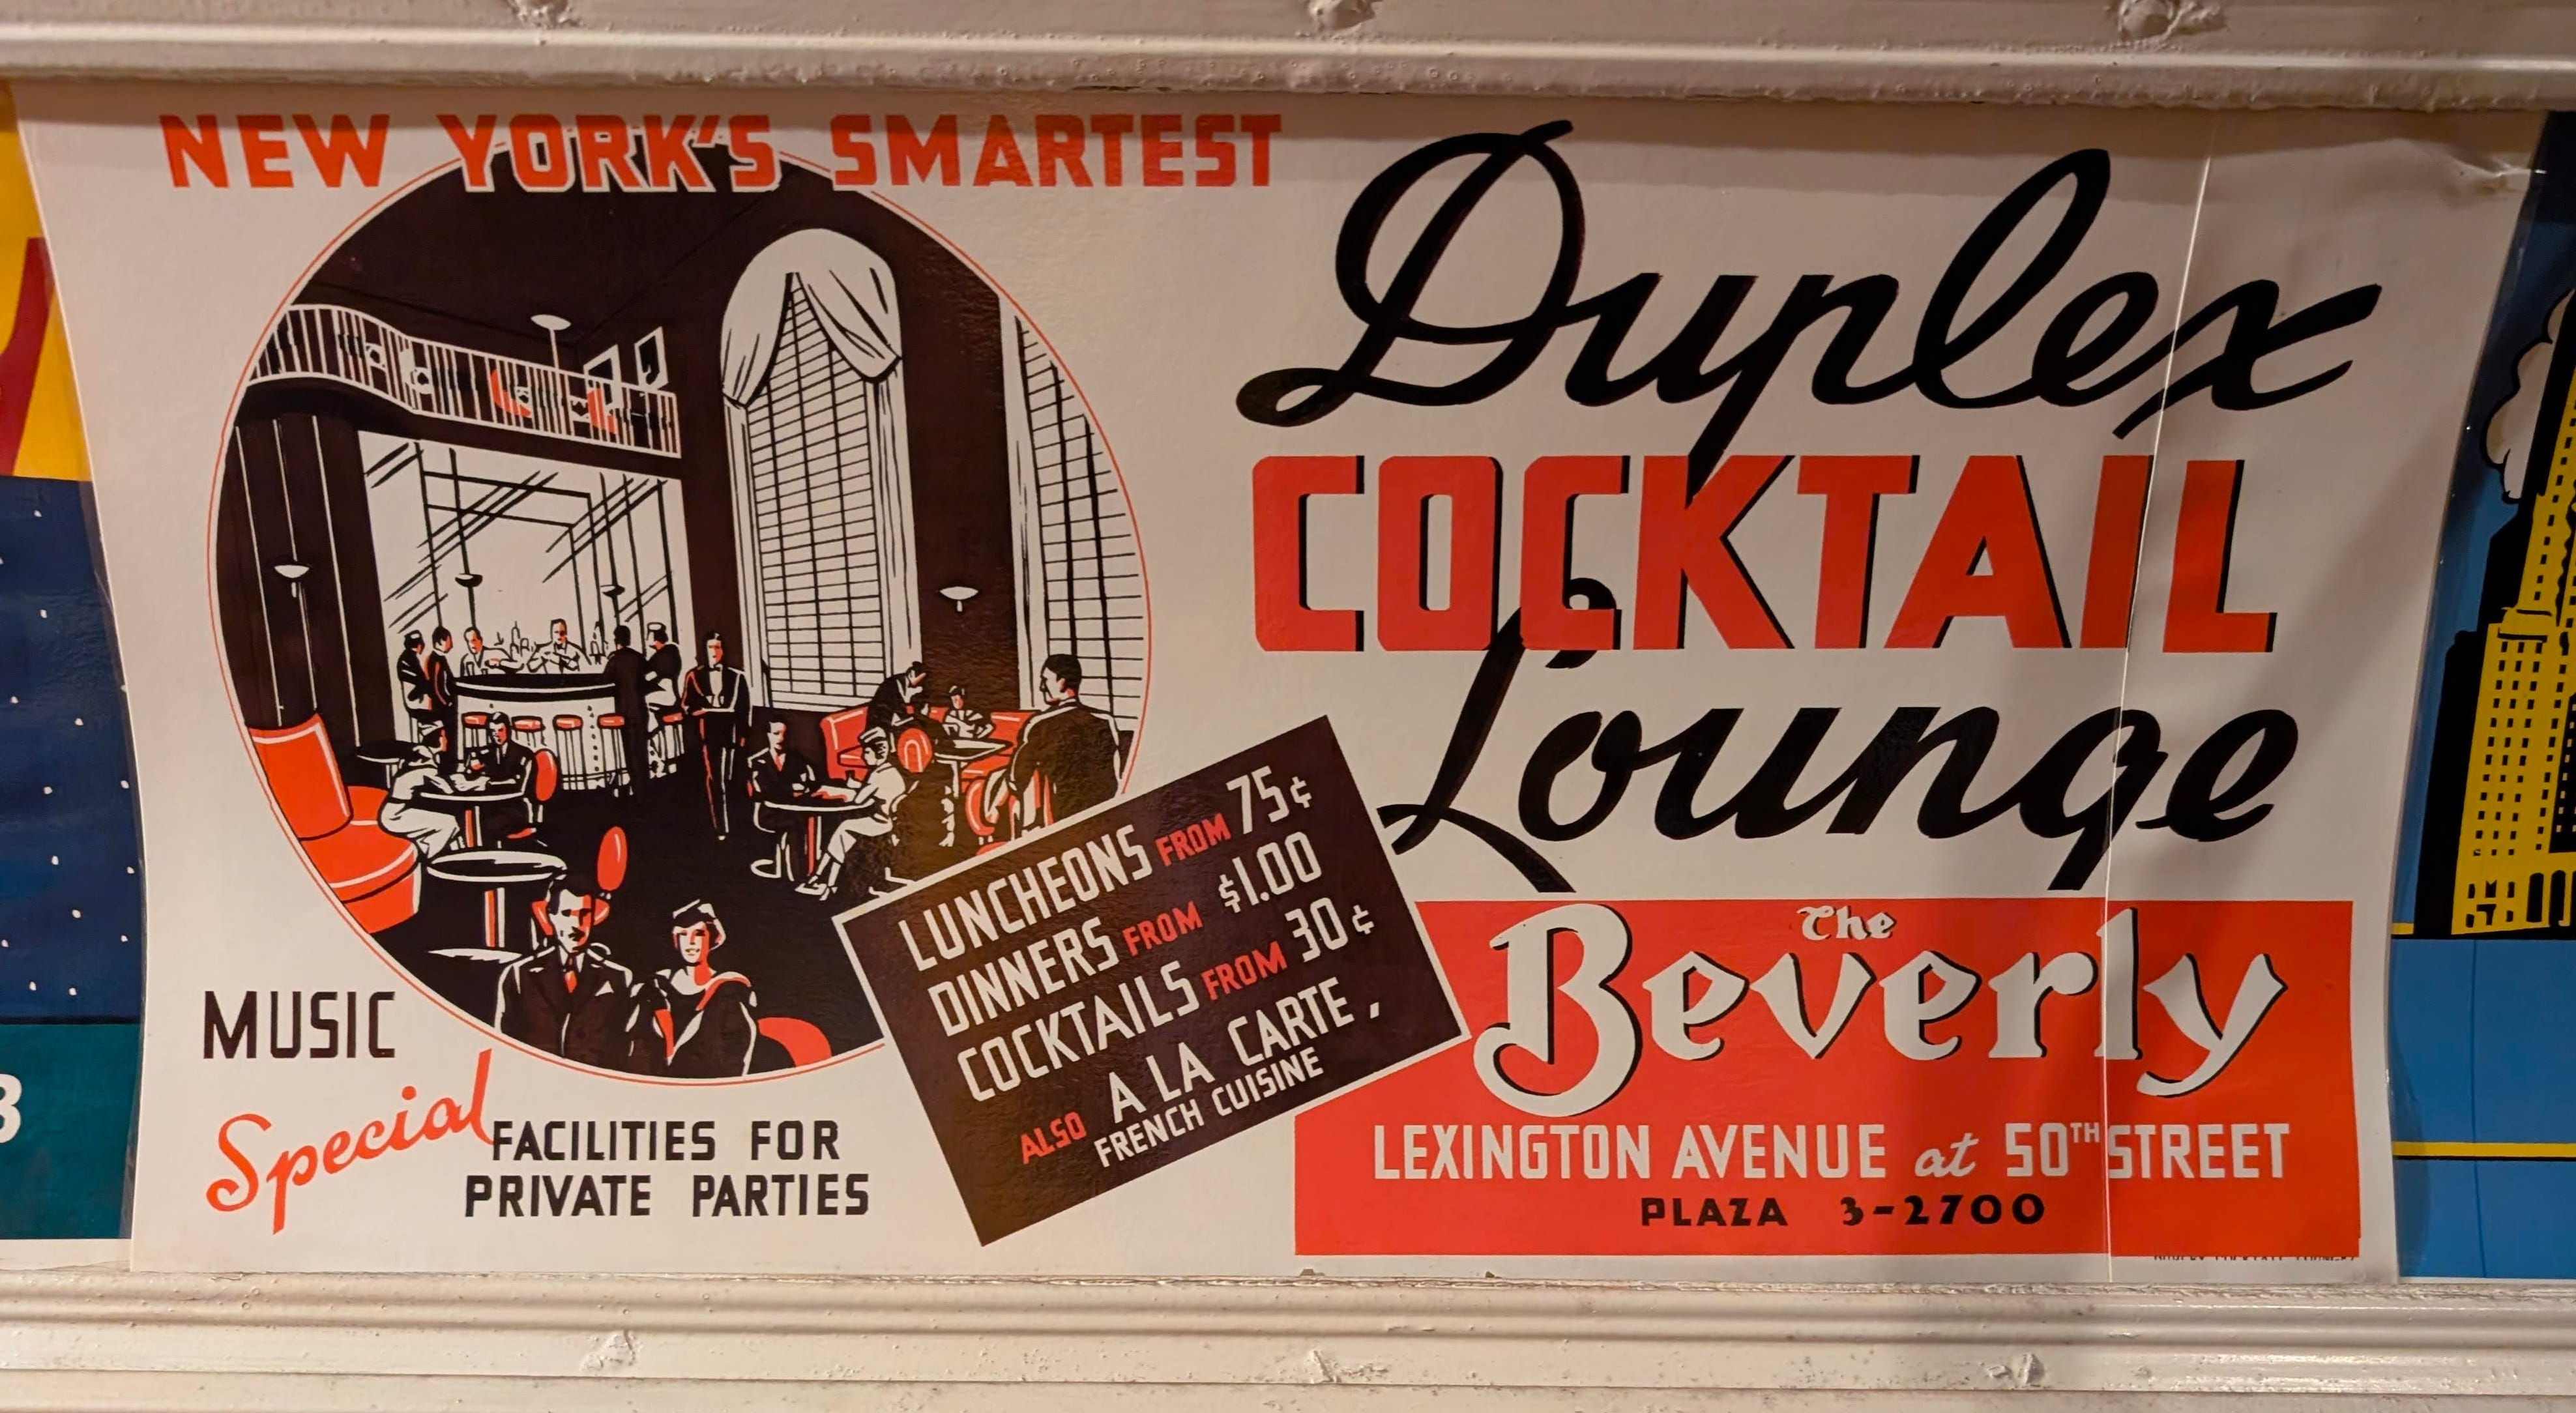 NEW YORK'S SMARTEST
Duplex
COCKTAIL
Lounge
LUNCHEONS FROM 75¢
DINNERS FROM $1.00
COCKTAILS FROM 30¢
ALSO A LA CARTE,
FRENCH CUISINE
MUSIC
Special FACILITIES FOR
PRIVATE PARTIES
The
Beverly
LEXINGTON AVENUE at 50TH STREET
PLAZA 3-2700